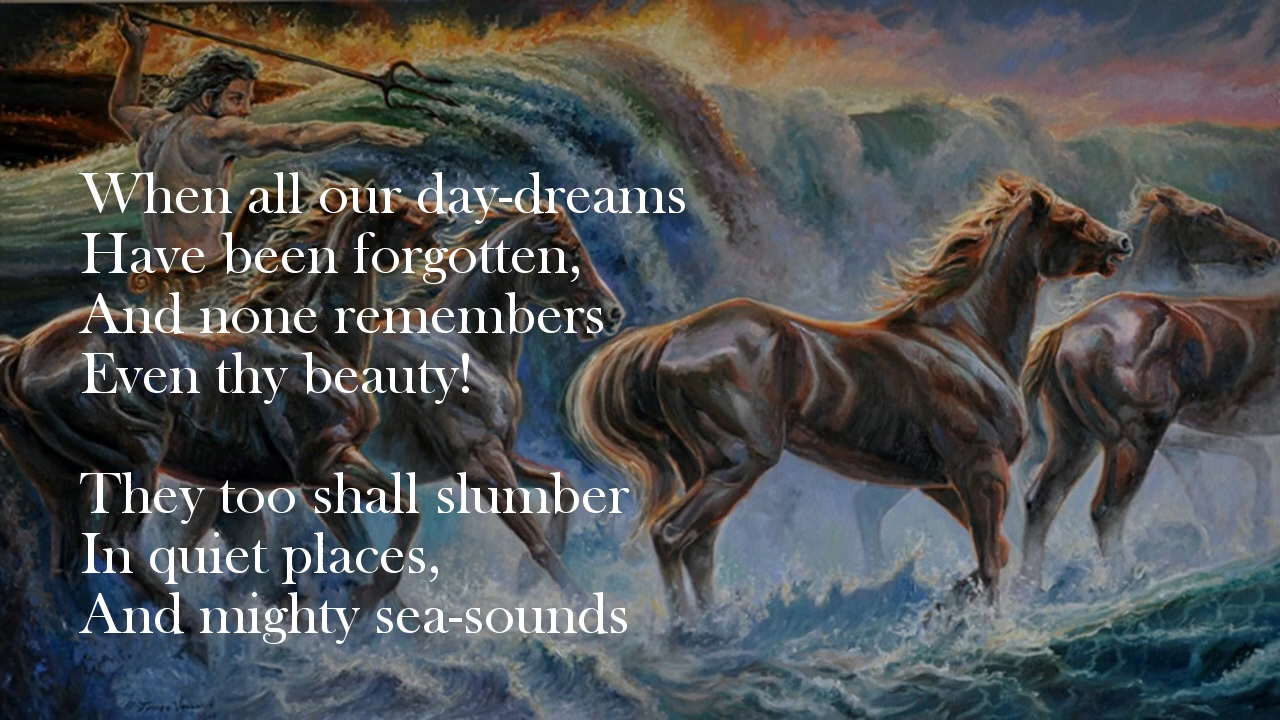 When all our day-dreams
Have been forgotten,
And none remembers
Even thy beauty!
They too shall slumber
In quiet places,
And mighty sea-sounds